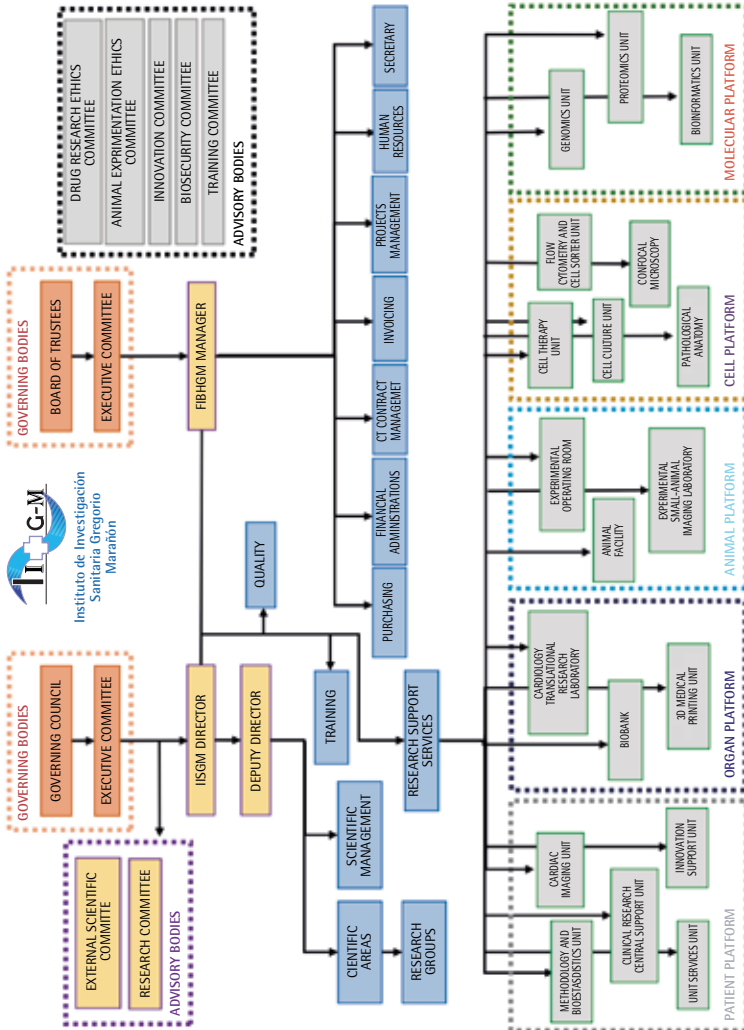 GOVERNING BODIES
GOVERNING COUNCIL
EXECUTIVE COMMITTEE
EXTERNAL SCIENTIFIC
COMMITTE
RESEARCH COMMITTEE
ADVISORY BODIES
IISGM DIRECTOR
DEPUTY DIRECTOR
II G-M
Instituto de Investigación
Sanitaria Gregorio
Marañón
GOVERNING BODIES
BOARD OF TRUSTEES
EXECUTIVE COMMITTEE
FIBHGM MANAGER
DRUG RESEARCH ETHICS
COMMITTEE
ANIMAL EXPRIMENTATION ETHICS
COMMITTEE
INNOVATION COMMITTEE
BIOSECURITY COMMITTEE
TRAINING COMMITTEE
ADVISORY BODIES
QUALITY
TRAINING
CIENTIFIC
AREAS
SCIENTIFIC
MANAGEMENT
RESEARCH
GROUPS
RESEARCH SUPPORT
SERVICES
PURCHASING
FINANCIAL
ADMINISTRATIONS
CT CONTRACT
MANAGEMET
INVOICING
PROJECTS
MANAGEMENT
HUMAN
RESOURCES
SECRETARY
METHODOLOGY AND
BIOESTASDISTICS UNIT
CARDIAC
IMAGING UNIT
CLINICAL RESEARCH
CENTRAL SUPPORT UNIT
UNIT SERVICES UNIT
INNOVATION
SUPPORT UNIT
PATIENT PLATFORM
CARDIOLOGY
TRANSLATIONAL
RESEARCH
LABORATORY
BIOBANK
3D MEDICAL
PRINTING UNIT
ORGAN PLATFORM
EXPERIMENTAL
OPERATING ROOM
ANIMAL
FACILITY
EXPERIMENTAL
SMALL-ANIMAL
IMAGING LABORATORY
ANIMAL PLATFORM
CELL THERAPY
UNIT
FLOW
CYTOMETRY AND
CELL SORTER UNIT
CELL CUTURE UNIT
CONFOCAL
MICROSCOPY
PATHOLOGICAL
ANATOMY
CELL PLATFORM
GENOMICS UNIT
PROTEOMICS UNIT
BIOINFORMATICS UNIT
MOLECULAR PLATFORM